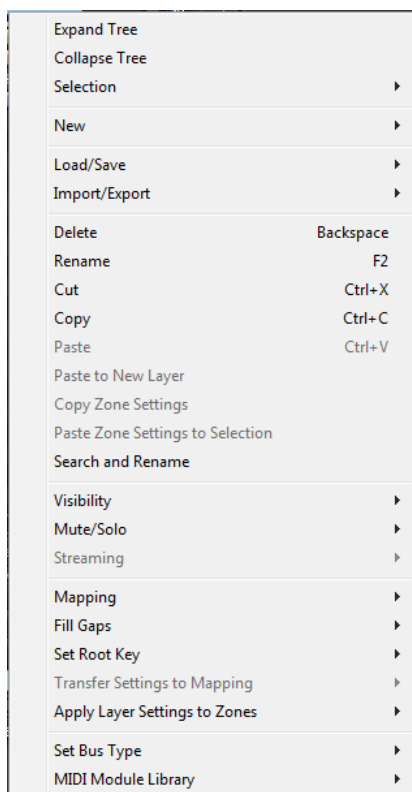 Expand Tree
Collapse Tree
Selection
New
Load/Save
Import/Export
Delete Backspace
Rename F2
Cut Ctrl+X
Copy Ctrl+C
Paste Ctrl+V
Paste to New Layer
Copy Zone Settings
Paste Zone Settings to Selection
Search and Rename
Visibility
Mute/Solo
Streaming
Mapping
Fill Gaps
Set Root Key
Transfer Settings to Mapping
Apply Layer Settings to Zones
Set Bus Type
MIDI Module Library